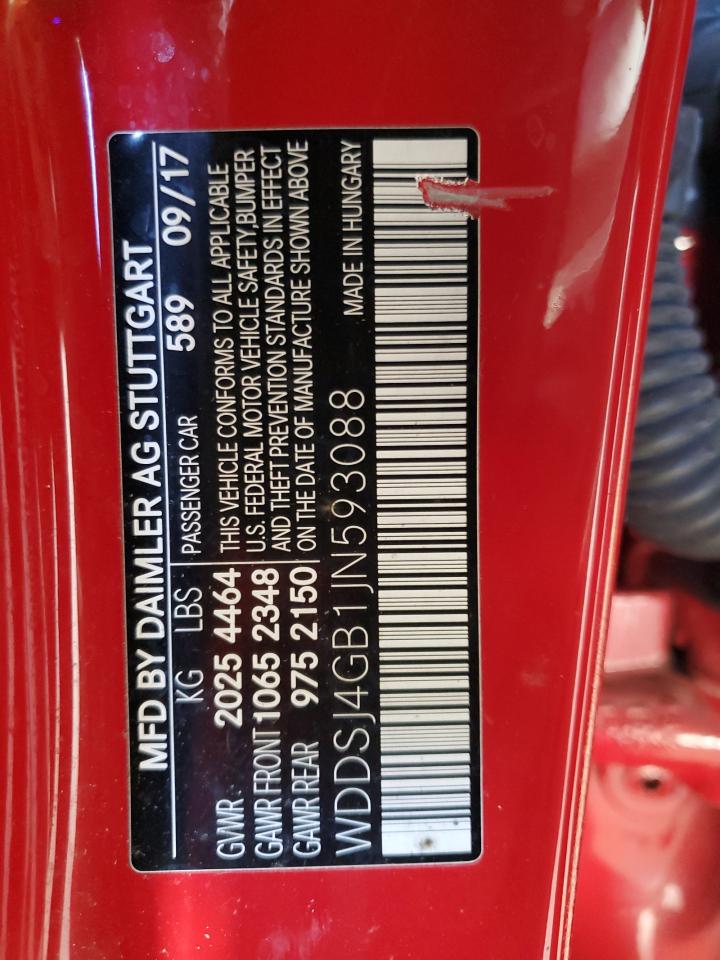 MFD BY DAIMLER AG STUTTGART
KG LBS PASSENGER CAR 589 09/17
GVWR 2025 4464 THIS VEHICLE CONFORMS TO ALL APPLICABLE
U.S. FEDERAL MOTOR VEHICLE SAFETY,BUMPER
GAWR FRONT 1065 2348 AND THEFT PREVENTION STANDARDS IN EFFECT
GAWR REAR 975 2150 ON THE DATE OF MANUFACTURE SHOWN ABOVE
WDDSJ4GB1JN593088 MADE IN HUNGARY